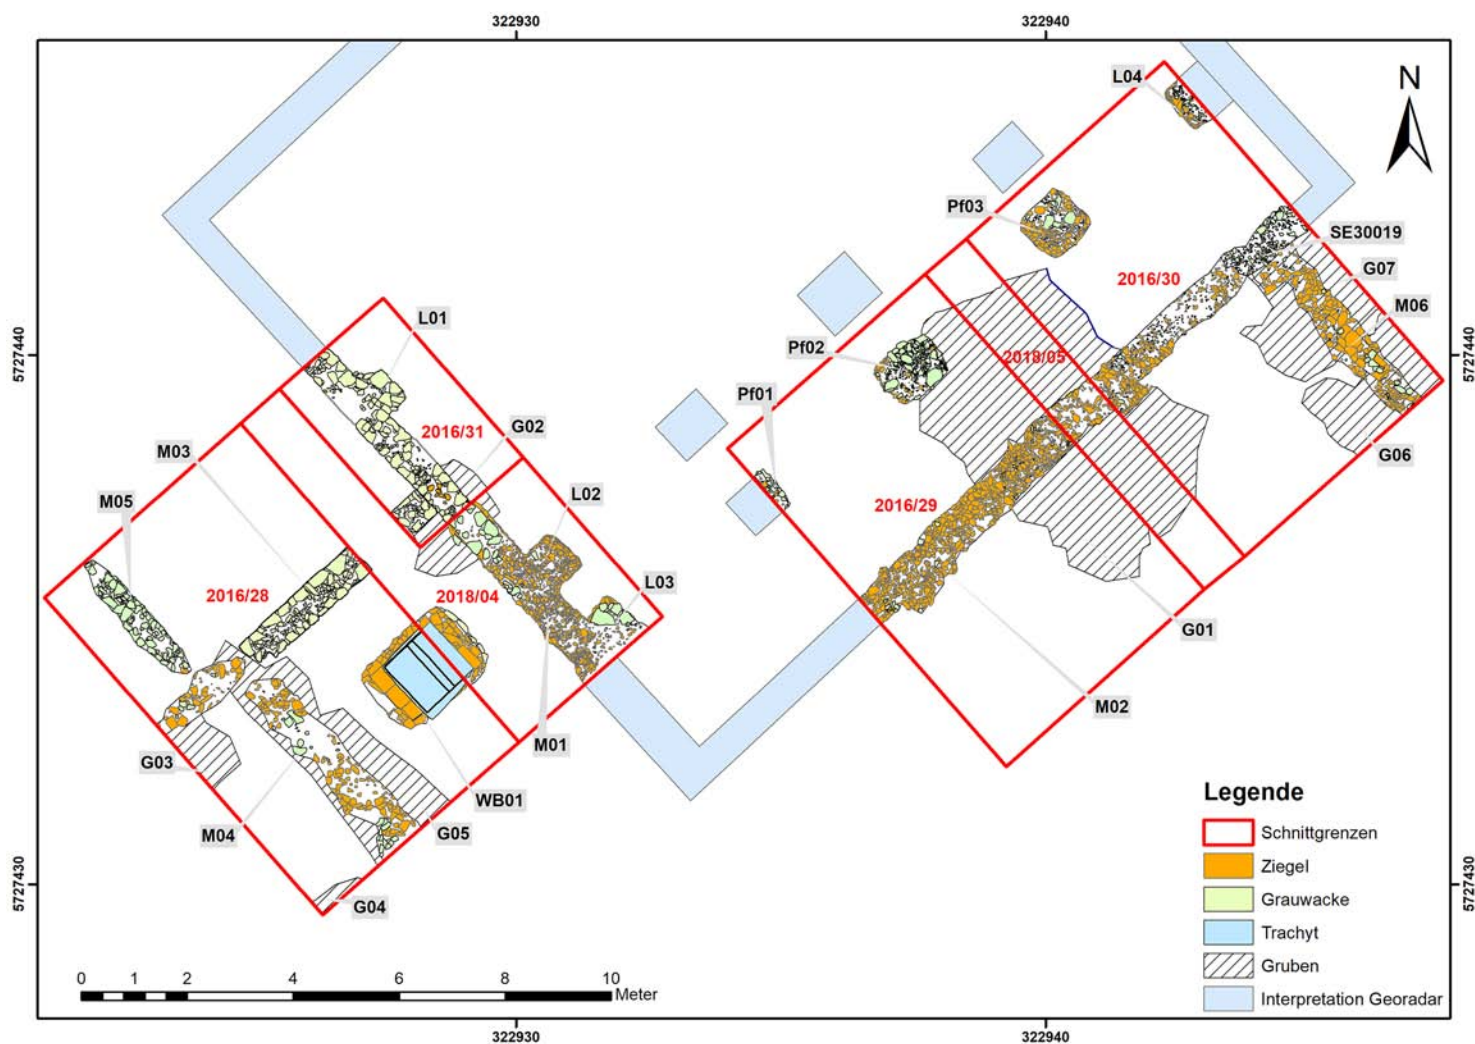 322930
322940
L04
N
Pf03
SE30019
G07
2016/30
M06
L01
5727440
5727440
Pf02
2018/05
Pf01
M03
2016/31
G02
G06
M05
L02
2016/29
2016/28
2018/04
L03
G01
M02
M01
G03
WB01
M04
G05
G04
5727430
5727430
Legende
Schnittgrenzen
Ziegel
Grauwacke
Trachyt
Gruben
Interpretation Georadar
0 1 2 4 6 8 10
Meter
322930
322940